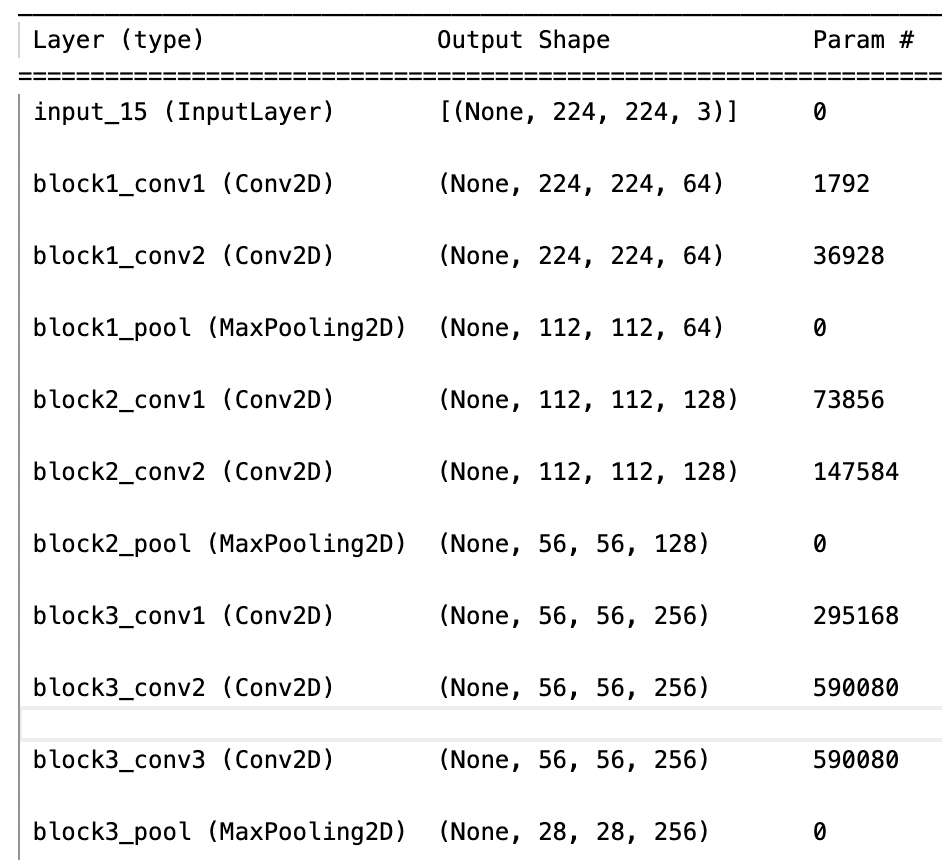 Layer (type) Output Shape Param #
=================================================================
input_15 (InputLayer) [(None, 224, 224, 3)] 0
block1_conv1 (Conv2D) (None, 224, 224, 64) 1792
block1_conv2 (Conv2D) (None, 224, 224, 64) 36928
block1_pool (MaxPooling2D) (None, 112, 112, 64) 0
block2_conv1 (Conv2D) (None, 112, 112, 128) 73856
block2_conv2 (Conv2D) (None, 112, 112, 128) 147584
block2_pool (MaxPooling2D) (None, 56, 56, 128) 0
block3_conv1 (Conv2D) (None, 56, 56, 256) 295168
block3_conv2 (Conv2D) (None, 56, 56, 256) 590080
block3_conv3 (Conv2D) (None, 56, 56, 256) 590080
block3_pool (MaxPooling2D) (None, 28, 28, 256) 0